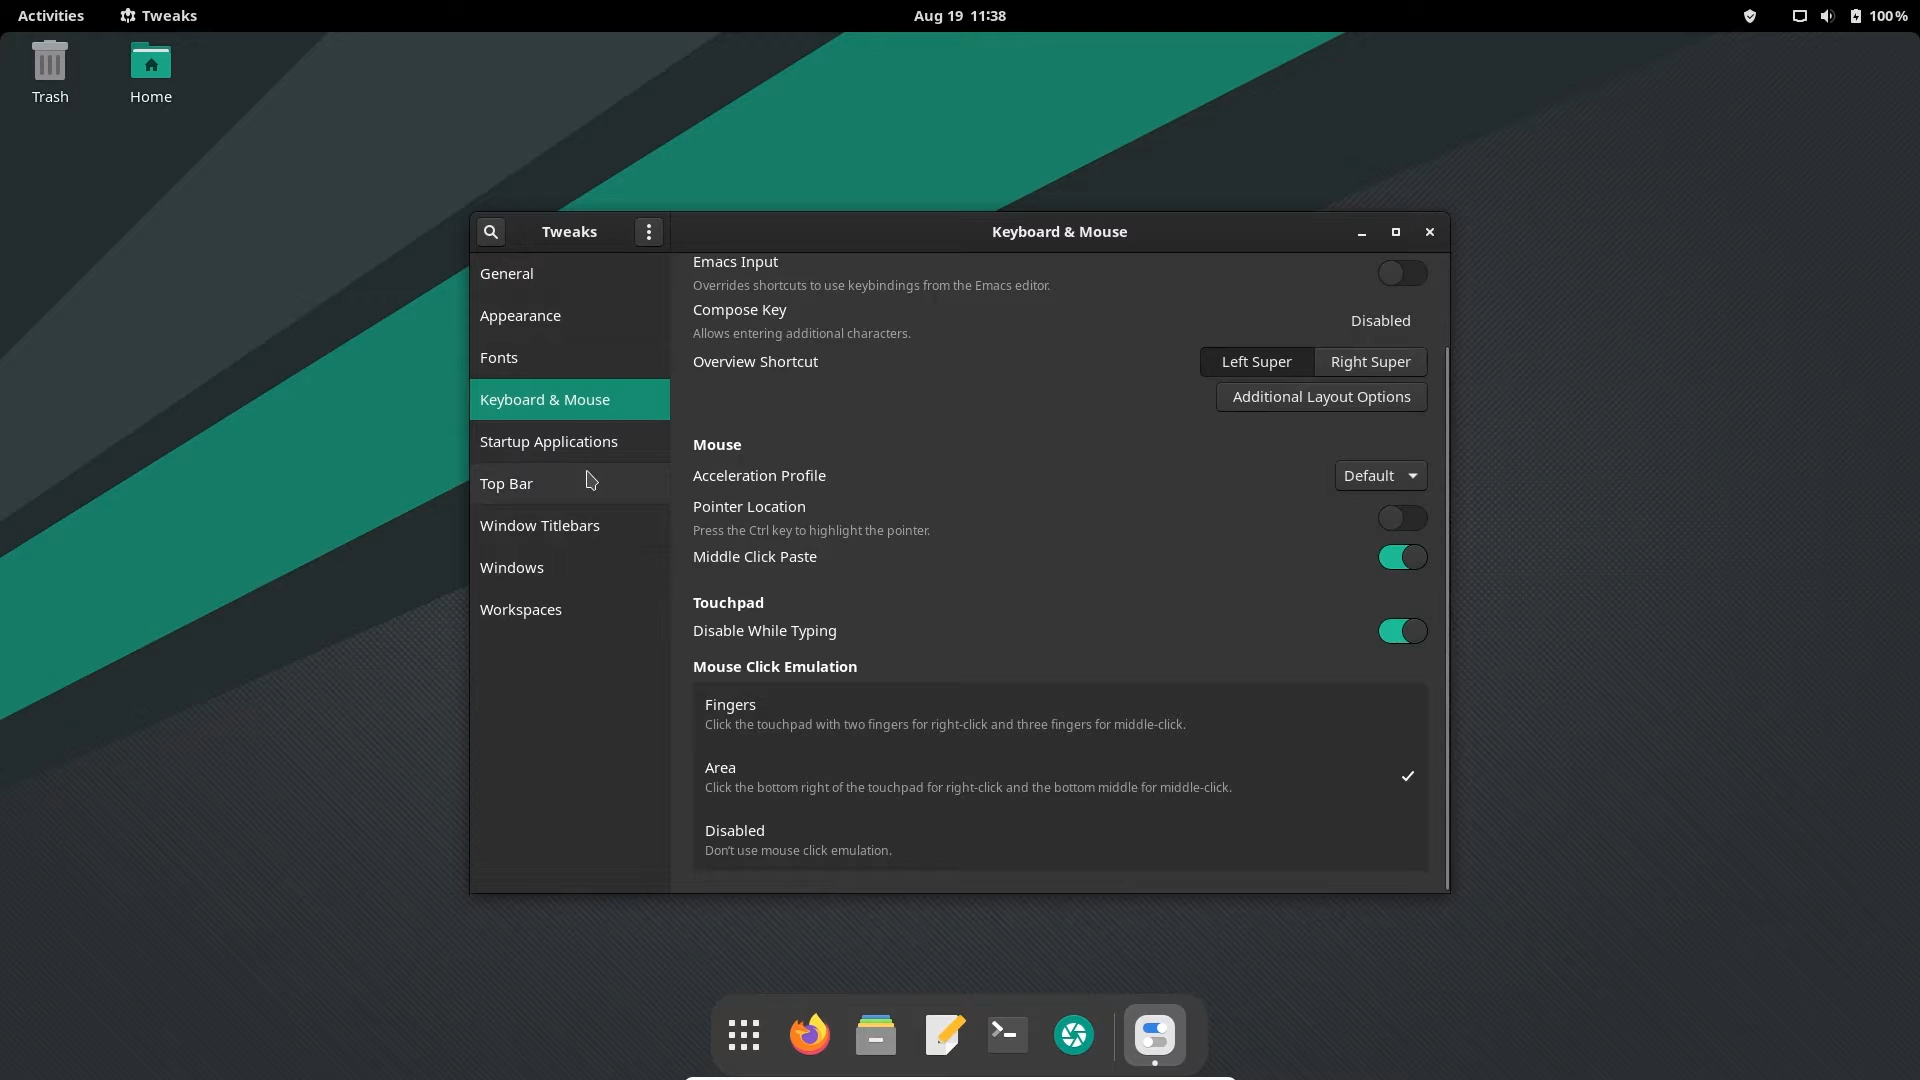 Activities Tweaks Aug 19 11:38 100%
Trash Home
Tweaks Keyboard & Mouse
General
Appearance
Fonts
Keyboard & Mouse
Startup Applications
Top Bar
Window Titlebars
Windows
Workspaces
Emacs Input
Overrides shortcuts to use keybindings from the Emacs editor.
Compose Key
Allows entering additional characters.
Disabled
Overview Shortcut Left Super Right Super
Additional Layout Options
Mouse
Acceleration Profile Default
Pointer Location
Press the Ctrl key to highlight the pointer.
Middle Click Paste
Touchpad
Disable While Typing
Mouse Click Emulation
Fingers
Click the touchpad with two fingers for right-click and three fingers for middle-click.
Area
Click the bottom right of the touchpad for right-click and the bottom middle for middle-click.
Disabled
Don't use mouse click emulation.